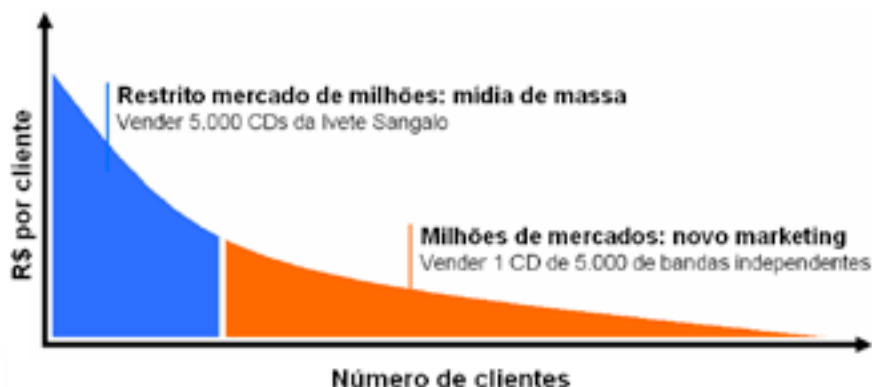 Restrito mercado de milhões: mídia de massa
Vender 5.000 CDs da Ivete Sangalo
R$ por cliente
Milhões de mercados: novo marketing
Vender 1 CD de 5.000 de bandas independentes
Número de clientes